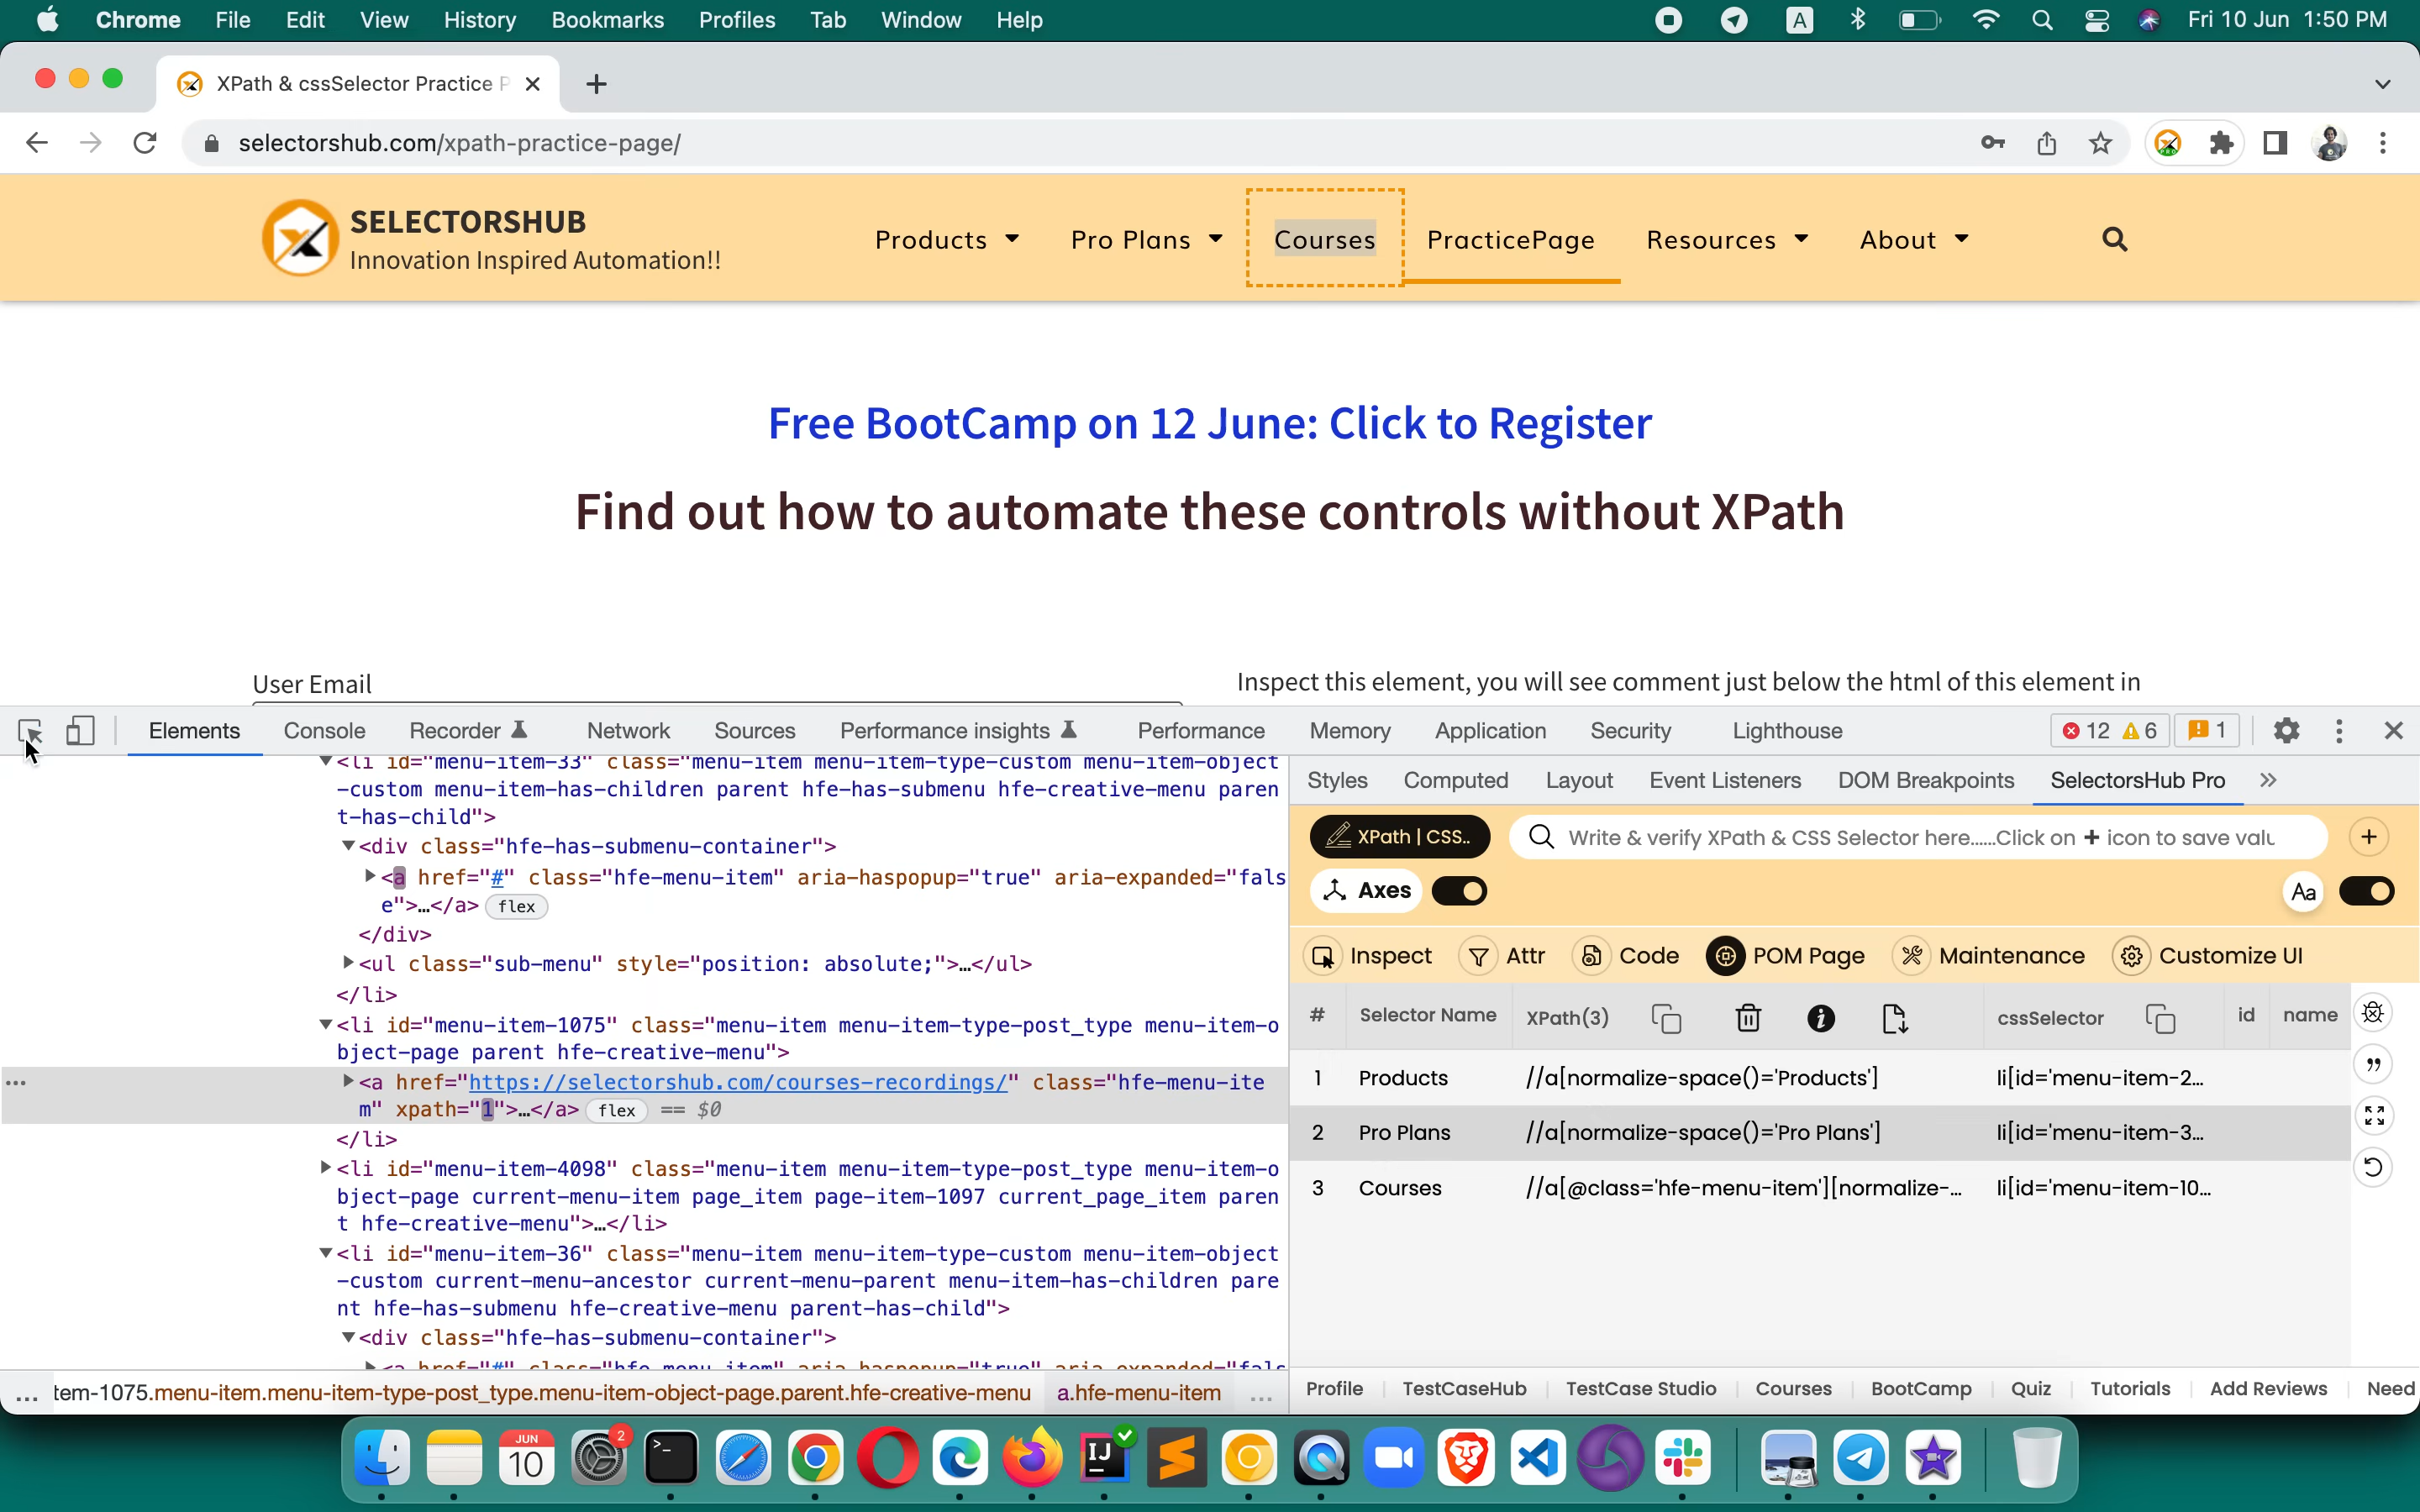 Chrome File Edit View History Bookmarks Profiles Tab Window Help A Fri 10 Jun 1:50 PM
XPath & cssSelector Practice P
selectorshub.com/xpath-practice-page/
SELECTORSHUB
Innovation Inspired Automation!!
Products Pro Plans Courses PracticePage Resources About
Free BootCamp on 12 June: Click to Register
Find out how to automate these controls without XPath
User Email
Inspect this element, you will see comment just below the html of this element in
Elements Console Recorder Network Sources Performance insights Performance Memory Application Security Lighthouse 12 6 1
<li id="menu-item-33" class="menu-item menu-item-type-custom menu-item-object
-custom menu-item-has-children parent hfe-has-submenu hfe-creative-menu paren
t-has-child">
<div class="hfe-has-submenu-container">
<a href="#" class="hfe-menu-item" aria-haspopup="true" aria-expanded="fals
e">…</a> flex
</div>
<ul class="sub-menu" style="position: absolute;">…</ul>
</li>
<li id="menu-item-1075" class="menu-item menu-item-type-post_type menu-item-o
bject-page parent hfe-creative-menu">
<a href="https://selectorshub.com/courses-recordings/" class="hfe-menu-ite
m" xpath="1">…</a> flex == $0
</li>
<li id="menu-item-4098" class="menu-item menu-item-type-post_type menu-item-o
bject-page current-menu-item page_item page-item-1097 current_page_item paren
t hfe-creative-menu">…</li>
<li id="menu-item-36" class="menu-item menu-item-type-custom menu-item-object
-custom current-menu-ancestor current-menu-parent menu-item-has-children pare
nt hfe-has-submenu hfe-creative-menu parent-has-child">
<div class="hfe-has-submenu-container">
<a href="#" class="hfe-menu-item" aria-haspopup="true" aria-expanded="fals
… tem-1075.menu-item.menu-item-type-post_type.menu-item-object-page.parent.hfe-creative-menu a.hfe-menu-item …
Styles Computed Layout Event Listeners DOM Breakpoints SelectorsHub Pro »
XPath | CSS.. Write & verify XPath & CSS Selector here......Click on + icon to save valu
Axes Aa
Inspect Attr Code POM Page Maintenance Customize UI
# Selector Name XPath(3) cssSelector id name
1 Products //a[normalize-space()='Products'] li[id='menu-item-2...
2 Pro Plans //a[normalize-space()='Pro Plans'] li[id='menu-item-3...
3 Courses //a[@class='hfe-menu-item'][normalize-... li[id='menu-item-10...
Profile TestCaseHub TestCase Studio Courses BootCamp Quiz Tutorials Add Reviews Need
JUN
10
2
>_
IJ